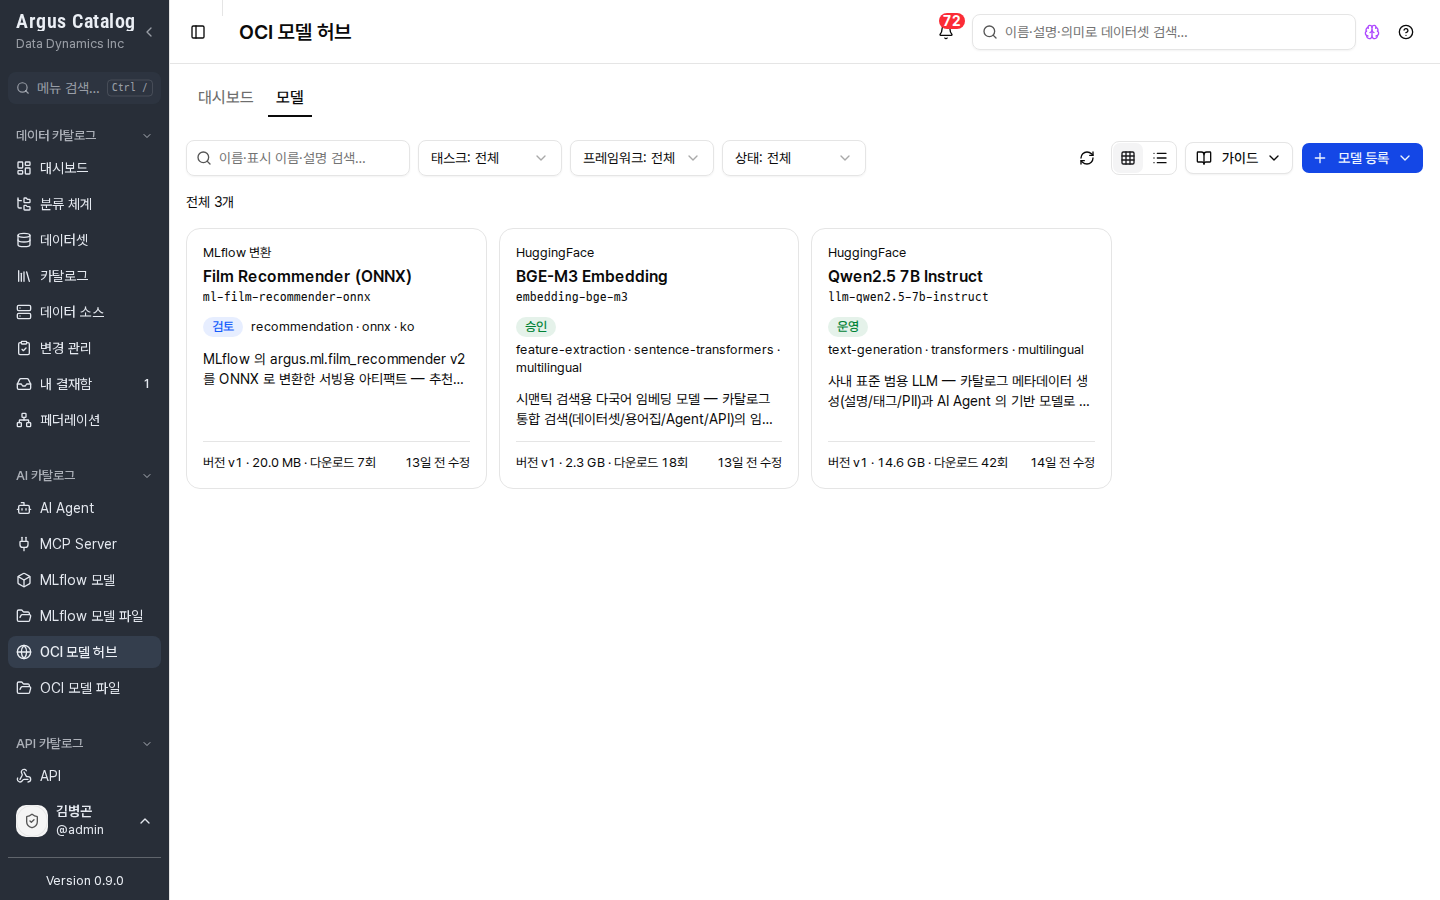 Argus Catalog
Data Dynamics Inc
메뉴 검색... Ctrl /
데이터 카탈로그
대시보드
분류 체계
데이터셋
카탈로그
데이터 소스
변경 관리
내 결재함 1
페더레이션
AI 카탈로그
AI Agent
MCP Server
MLflow 모델
MLflow 모델 파일
OCI 모델 허브
OCI 모델 파일
API 카탈로그
API
김병곤
@admin
Version 0.9.0
OCI 모델 허브
72
이름·설명·의미로 데이터셋 검색...
대시보드 모델
이름·표시 이름·설명 검색...
태스크: 전체
프레임워크: 전체
상태: 전체
가이드
모델 등록
전체 3개
MLflow 변환
Film Recommender (ONNX)
ml-film-recommender-onnx
검토 recommendation · onnx · ko
MLflow 의 argus.ml.film_recommender v2
를 ONNX 로 변환한 서빙용 아티팩트 — 추천...
버전 v1 · 20.0 MB · 다운로드 7회 13일 전 수정
HuggingFace
BGE-M3 Embedding
embedding-bge-m3
승인
feature-extraction · sentence-transformers ·
multilingual
시맨틱 검색용 다국어 임베딩 모델 — 카탈로그
통합 검색(데이터셋/용어집/Agent/API)의 임...
버전 v1 · 2.3 GB · 다운로드 18회 13일 전 수정
HuggingFace
Qwen2.5 7B Instruct
llm-qwen2.5-7b-instruct
운영
text-generation · transformers · multilingual
사내 표준 범용 LLM — 카탈로그 메타데이터 생
성(설명/태그/PII)과 AI Agent 의 기반 모델로 ...
버전 v1 · 14.6 GB · 다운로드 42회 14일 전 수정